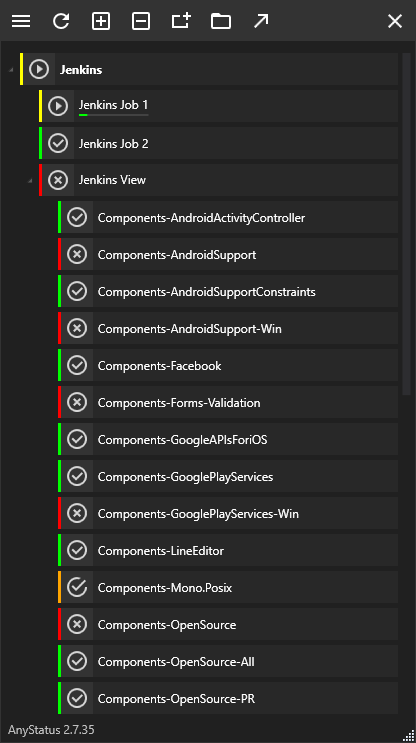 Jenkins
Jenkins Job 1
Jenkins Job 2
Jenkins View
Components-AndroidActivityController
Components-AndroidSupport
Components-AndroidSupportConstraints
Components-AndroidSupport-Win
Components-Facebook
Components-Forms-Validation
Components-GoogleAPIsForiOS
Components-GooglePlayServices
Components-GooglePlayServices-Win
Components-LineEditor
Components-Mono.Posix
Components-OpenSource
Components-OpenSource-All
Components-OpenSource-PR
AnyStatus 2.7.35